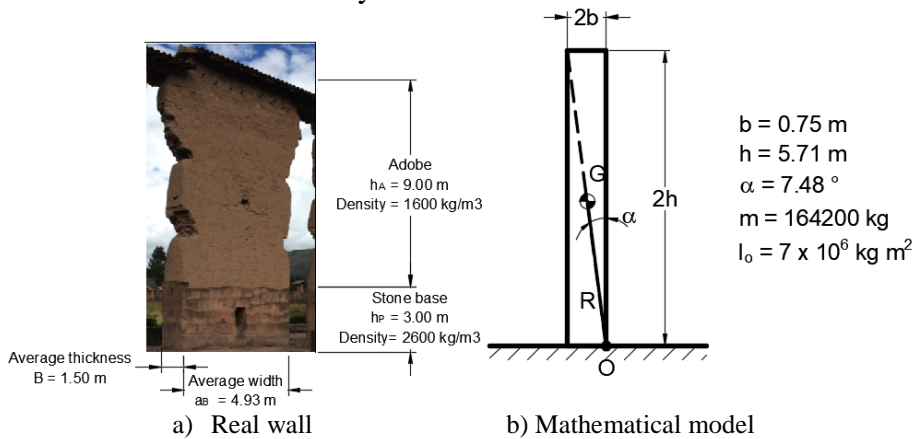 Adobe
hA = 9.00 m
Density = 1600 kg/m3
Stone base
hP = 3.00 m
Density= 2600 kg/m3
Average thickness
B = 1.50 m
Average width
aB = 4.93 m
a) Real wall
2b
G
α
2h
R
O
b = 0.75 m
h = 5.71 m
α = 7.48 °
m = 164200 kg
Io = 7 x 10⁶ kg m²
b) Mathematical model